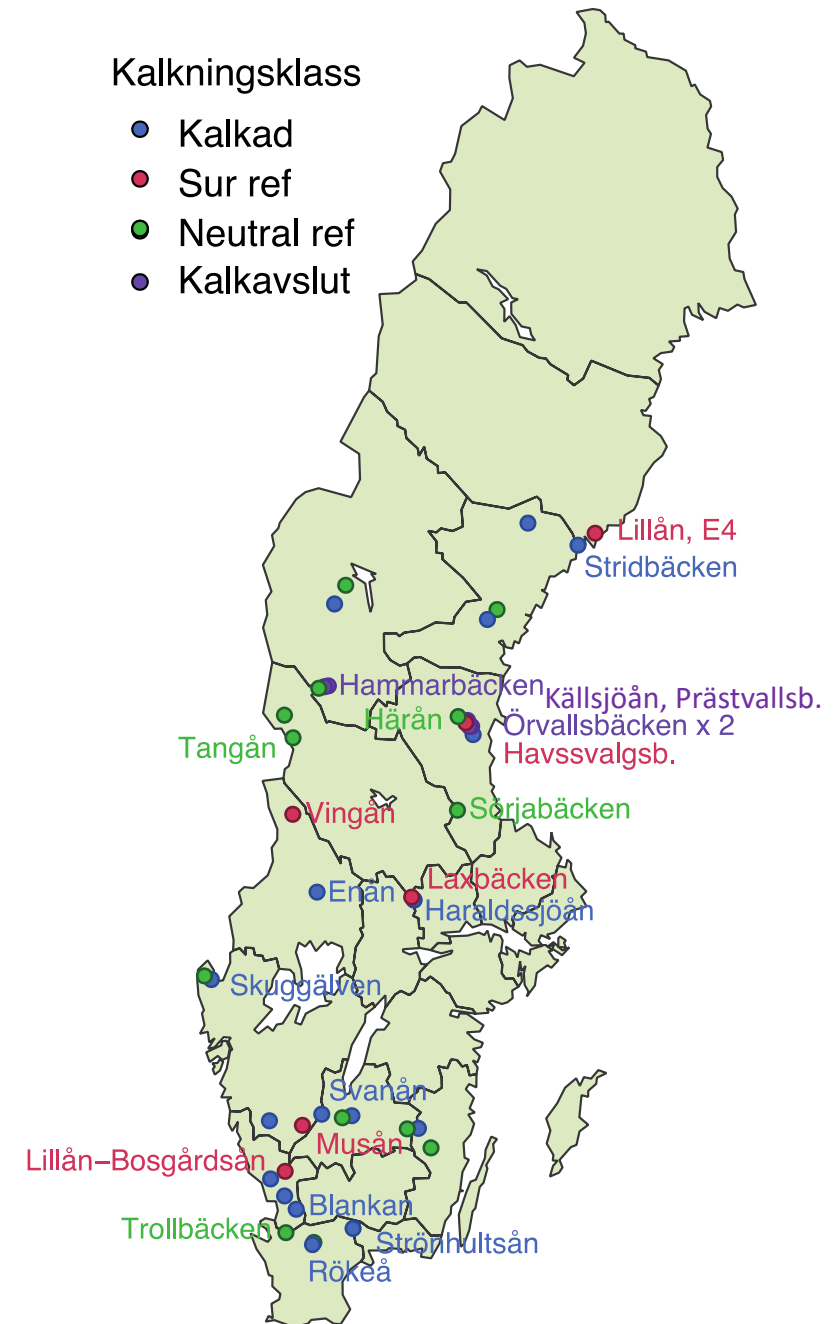 Kalkningsklass
Kalkad
Sur ref
Neutral ref
Kalkavslut
Lillån, E4
Stridbäcken
Hammarbäcken
Källsjöån, Prästvallsb.
Härån
Örvallsbäcken x 2
Tangån
Havssvalgsb.
Vingån
Sörjabäcken
Laxbäcken
Enån
Haraldssjöån
Skuggälven
Svanån
Musån
Lillån–Bosgårdsån
Blankan
Trollbäcken
Strönhultsån
Rökeå